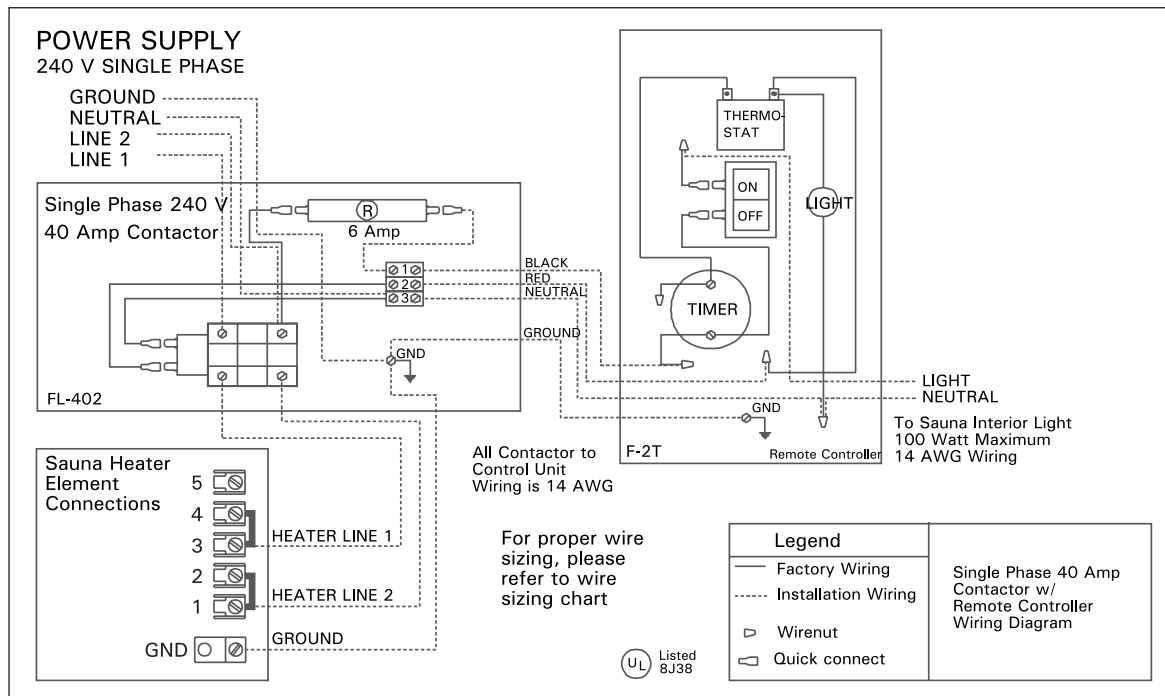 POWER SUPPLY
240 V SINGLE PHASE
GROUND
NEUTRAL
LINE 2
LINE 1
Single Phase 240 V
40 Amp Contactor
R
6 Amp
1
2
3
BLACK
RED
NEUTRAL
GROUND
GND
FL-402
THERMO-
STAT
ON
OFF
LIGHT
TIMER
GND
F-2T
Remote Controller
LIGHT
NEUTRAL
To Sauna Interior Light
100 Watt Maximum
14 AWG Wiring
All Contactor to
Control Unit
Wiring is 14 AWG
Sauna Heater
Element
Connections
5
4
3
2
1
GND
HEATER LINE 1
HEATER LINE 2
GROUND
For proper wire
sizing, please
refer to wire
sizing chart
UL
Listed
8J38
Legend
Factory Wiring
Installation Wiring
Wirenut
Quick connect
Single Phase 40 Amp
Contactor w/
Remote Controller
Wiring Diagram